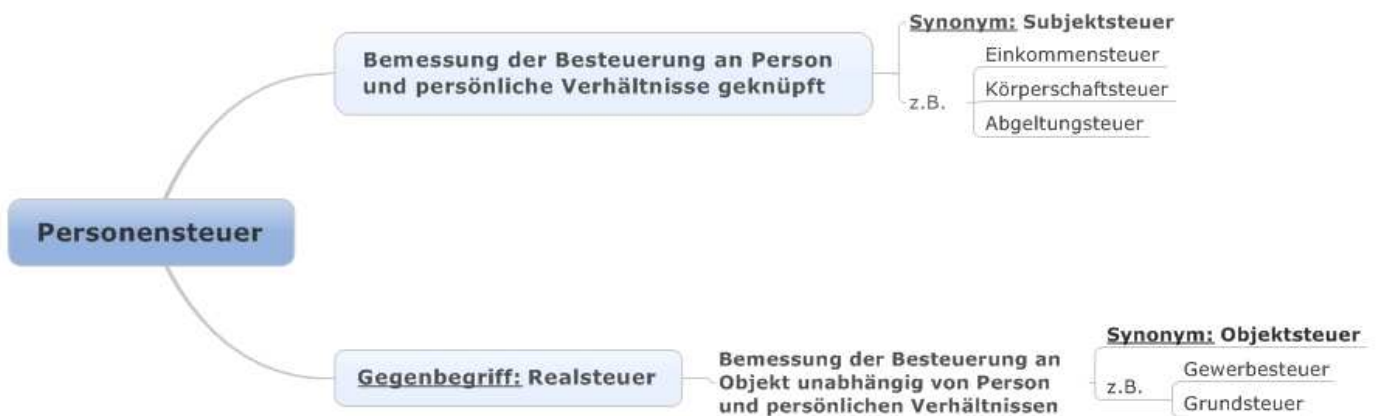 Personensteuer
Bemessung der Besteuerung an Person
und persönliche Verhältnisse geknüpft
Synonym: Subjektsteuer
z.B.
Einkommensteuer
Körperschaftsteuer
Abgeltungsteuer
Gegenbegriff: Realsteuer
Bemessung der Besteuerung an
Objekt unabhängig von Person
und persönlichen Verhältnissen
Synonym: Objektsteuer
z.B.
Gewerbesteuer
Grundsteuer